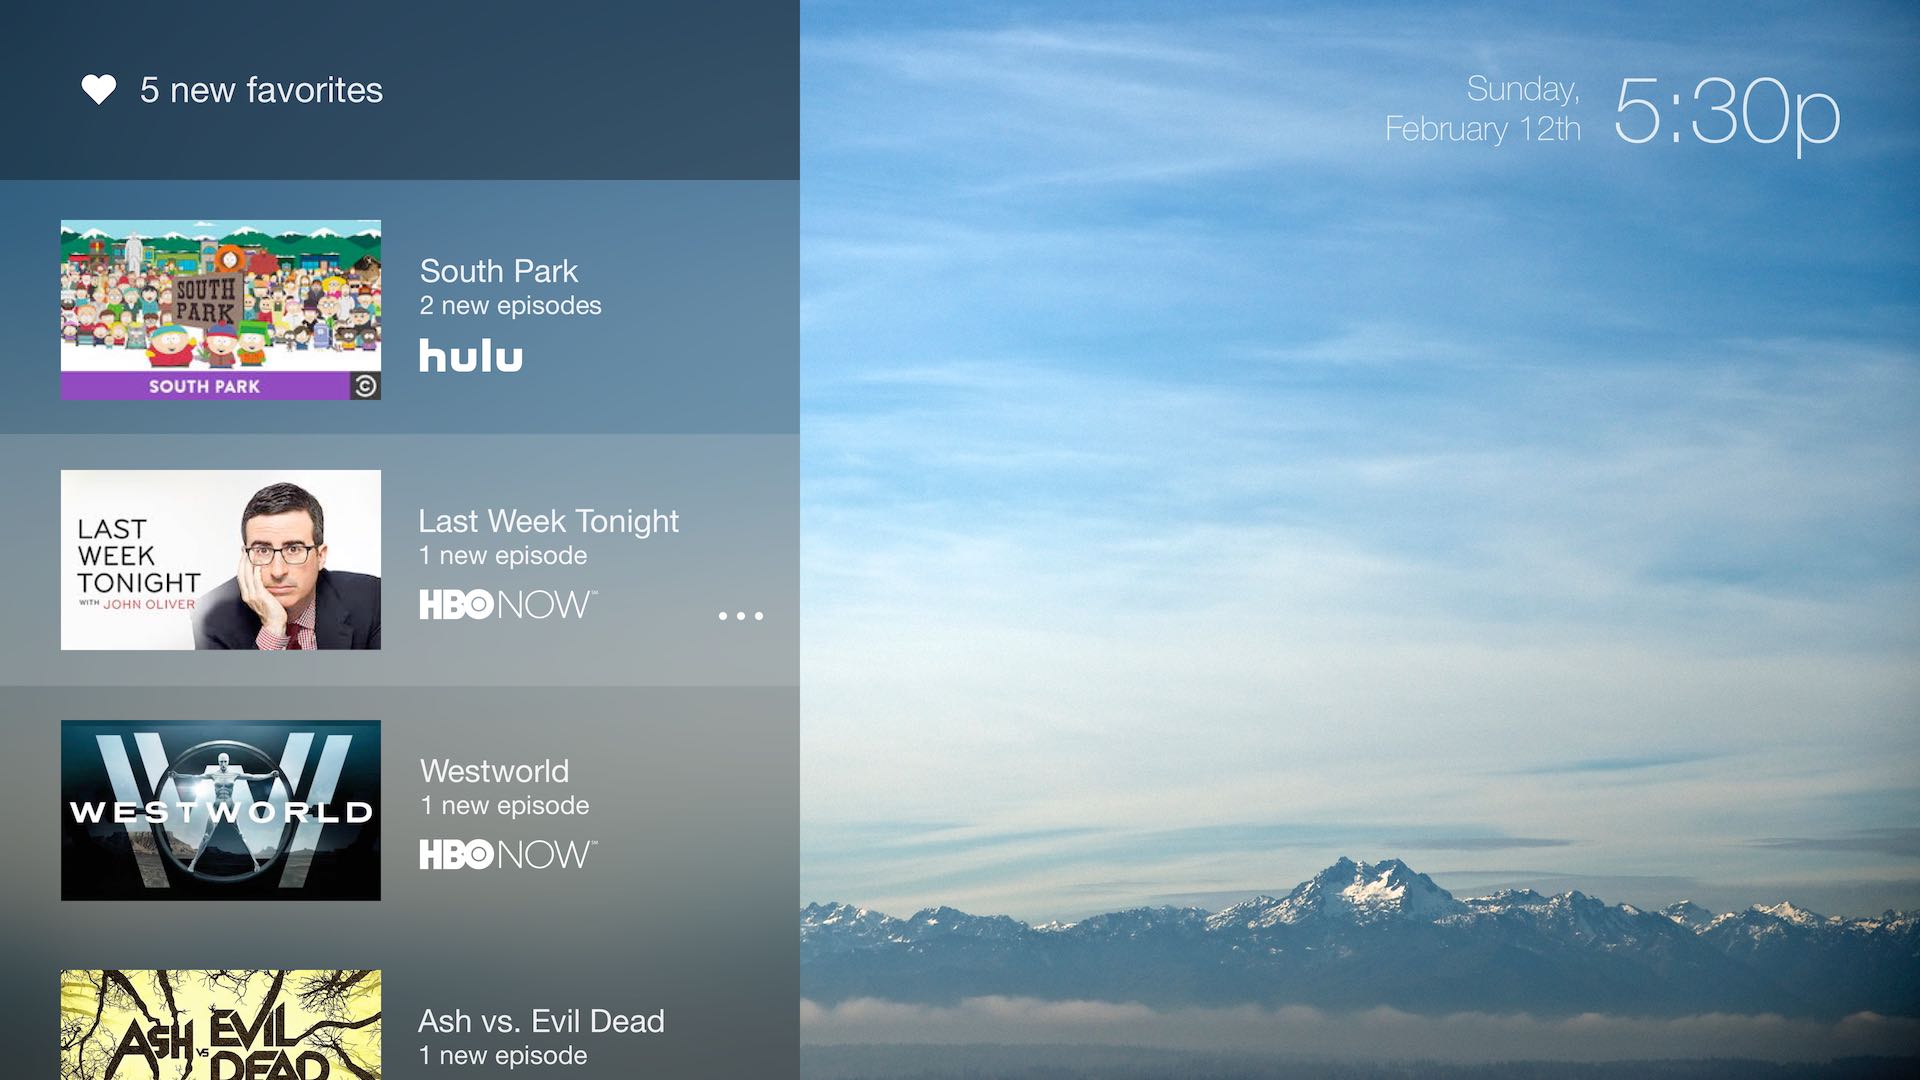 5 new favorites
Sunday,
February 12th
5:30p
SOUTH
PARK
SOUTH PARK
South Park
2 new episodes
hulu
LAST
WEEK
TONIGHT
WITH JOHN OLIVER
Last Week Tonight
1 new episode
HBO NOW
WESTWORLD
Westworld
1 new episode
HBO NOW
ASH VS EVIL
DEAD
Ash vs. Evil Dead
1 new episode